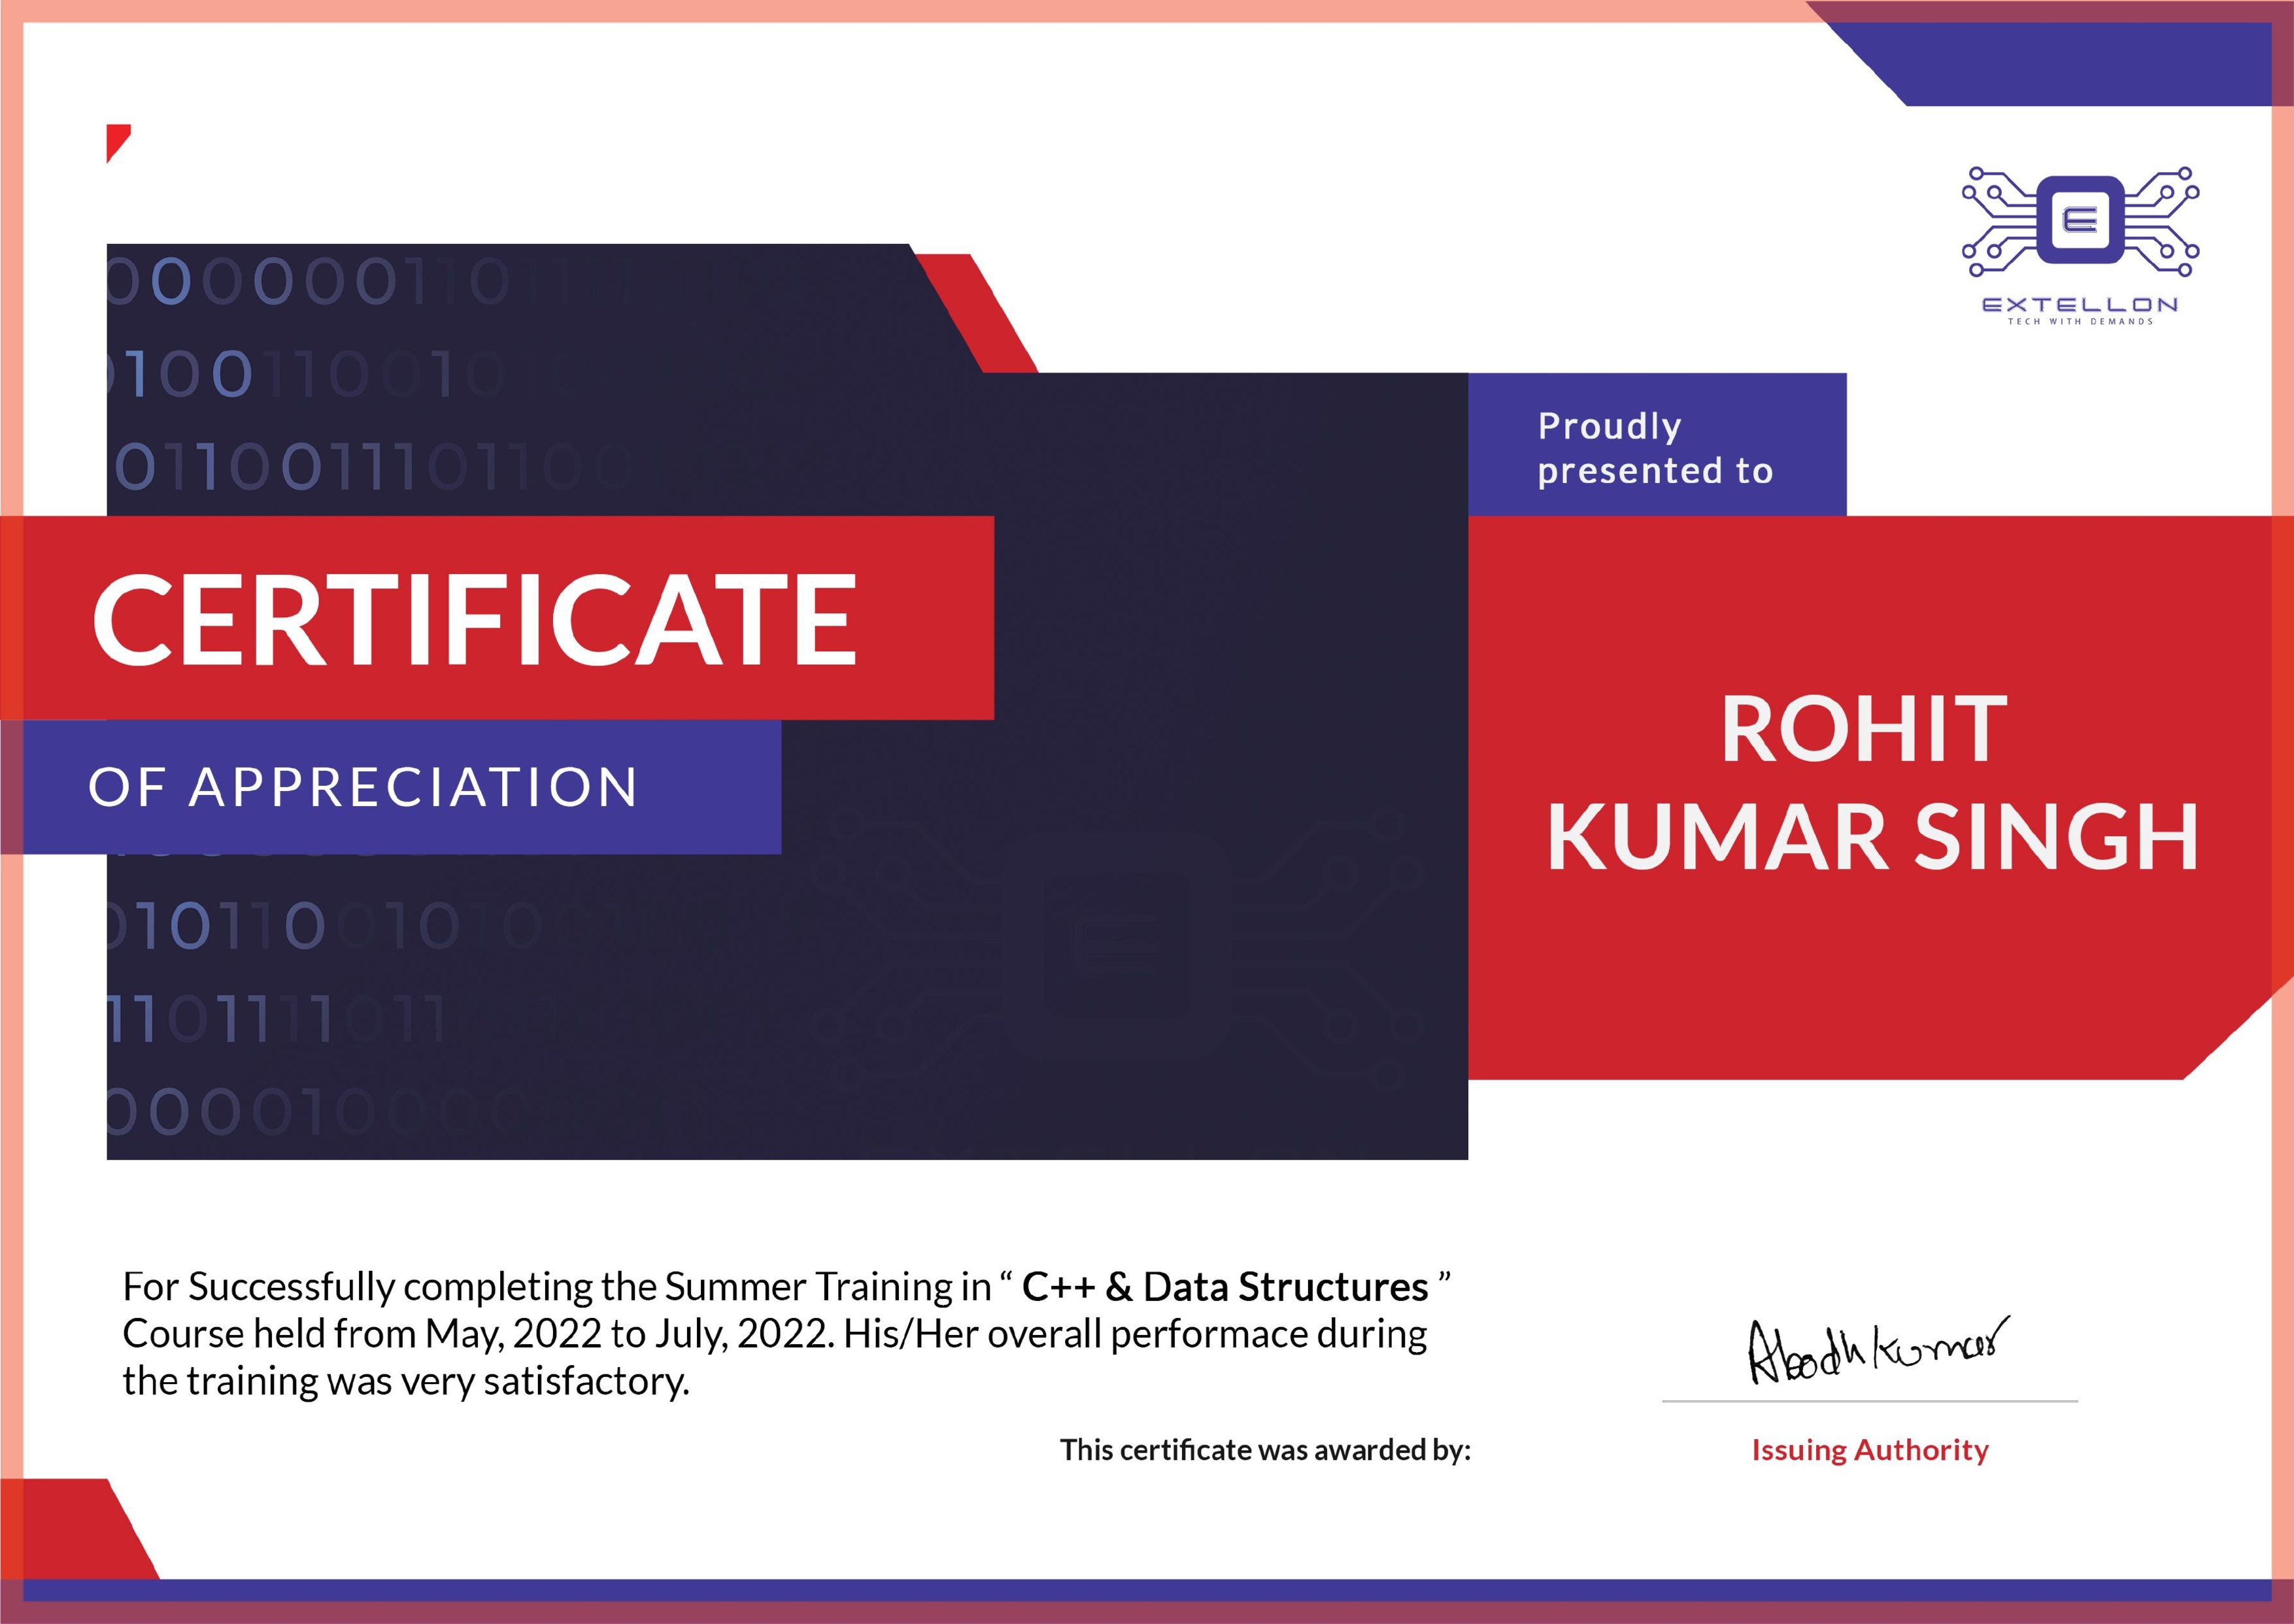 EXTELLON
TECH WITH DEMANDS
Proudly
presented to
CERTIFICATE
OF APPRECIATION
ROHIT
KUMAR SINGH
For Successfully completing the Summer Training in “ C++ & Data Structures ”
Course held from May, 2022 to July, 2022. His/Her overall performace during
the training was very satisfactory.
This certificate was awarded by:
Issuing Authority